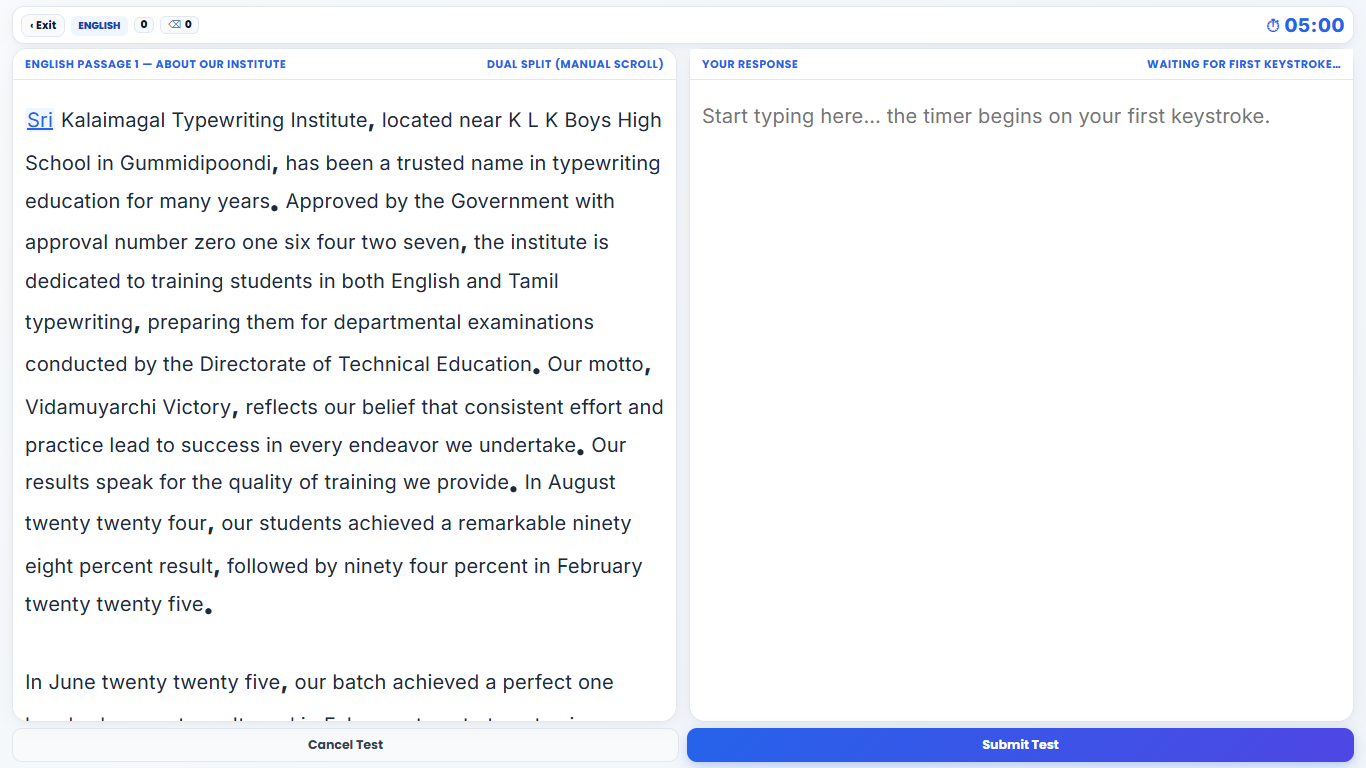 ‹ Exit ENGLISH 0 ⌫ 0 ⏱ 05:00
ENGLISH PASSAGE 1 — ABOUT OUR INSTITUTE DUAL SPLIT (MANUAL SCROLL)
Sri Kalaimagal Typewriting Institute, located near K L K Boys High
School in Gummidipoondi, has been a trusted name in typewriting
education for many years. Approved by the Government with
approval number zero one six four two seven, the institute is
dedicated to training students in both English and Tamil
typewriting, preparing them for departmental examinations
conducted by the Directorate of Technical Education. Our motto,
Vidamuyarchi Victory, reflects our belief that consistent effort and
practice lead to success in every endeavor we undertake. Our
results speak for the quality of training we provide. In August
twenty twenty four, our students achieved a remarkable ninety
eight percent result, followed by ninety four percent in February
twenty twenty five.
In June twenty twenty five, our batch achieved a perfect one
YOUR RESPONSE WAITING FOR FIRST KEYSTROKE…
Start typing here... the timer begins on your first keystroke.
Cancel Test Submit Test